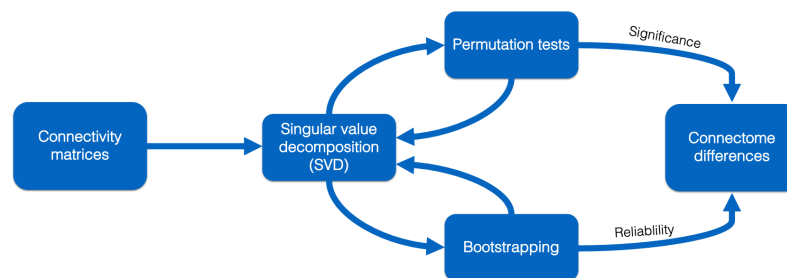 Connectivity
matrices
Singular value
decomposition
(SVD)
Permutation tests
Bootstrapping
Significance
Reliablility
Connectome
differences